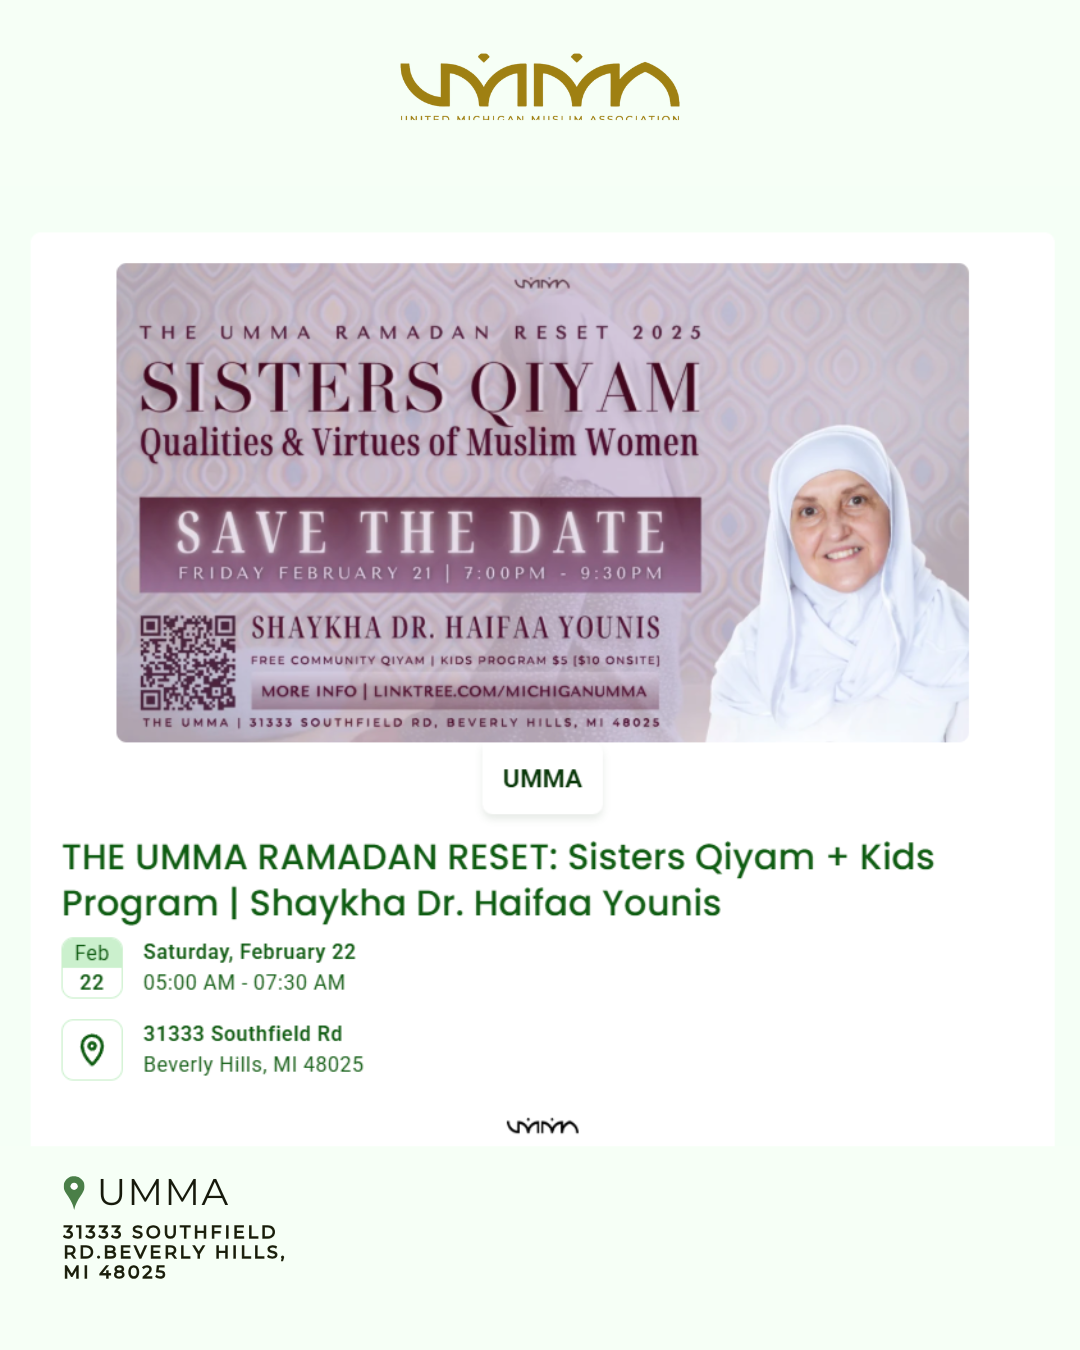 UMMA
UNITED MICHIGAN MUSLIM ASSOCIATION
UMMA
THE UMMA RAMADAN RESET 2025
SISTERS QIYAM
Qualities & Virtues of Muslim Women
SAVE THE DATE
FRIDAY FEBRUARY 21 | 7:00PM - 9:30PM
SHAYKHA DR. HAIFAA YOUNIS
FREE COMMUNITY QIYAM | KIDS PROGRAM $5 [$10 ONSITE]
MORE INFO | LINKTREE.COM/MICHIGANUMMA
THE UMMA | 31333 SOUTHFIELD RD, BEVERLY HILLS, MI 48025
UMMA
THE UMMA RAMADAN RESET: Sisters Qiyam + Kids
Program | Shaykha Dr. Haifaa Younis
Feb
22
Saturday, February 22
05:00 AM - 07:30 AM
31333 Southfield Rd
Beverly Hills, MI 48025
UMMA
UMMA
31333 SOUTHFIELD
RD.BEVERLY HILLS,
MI 48025